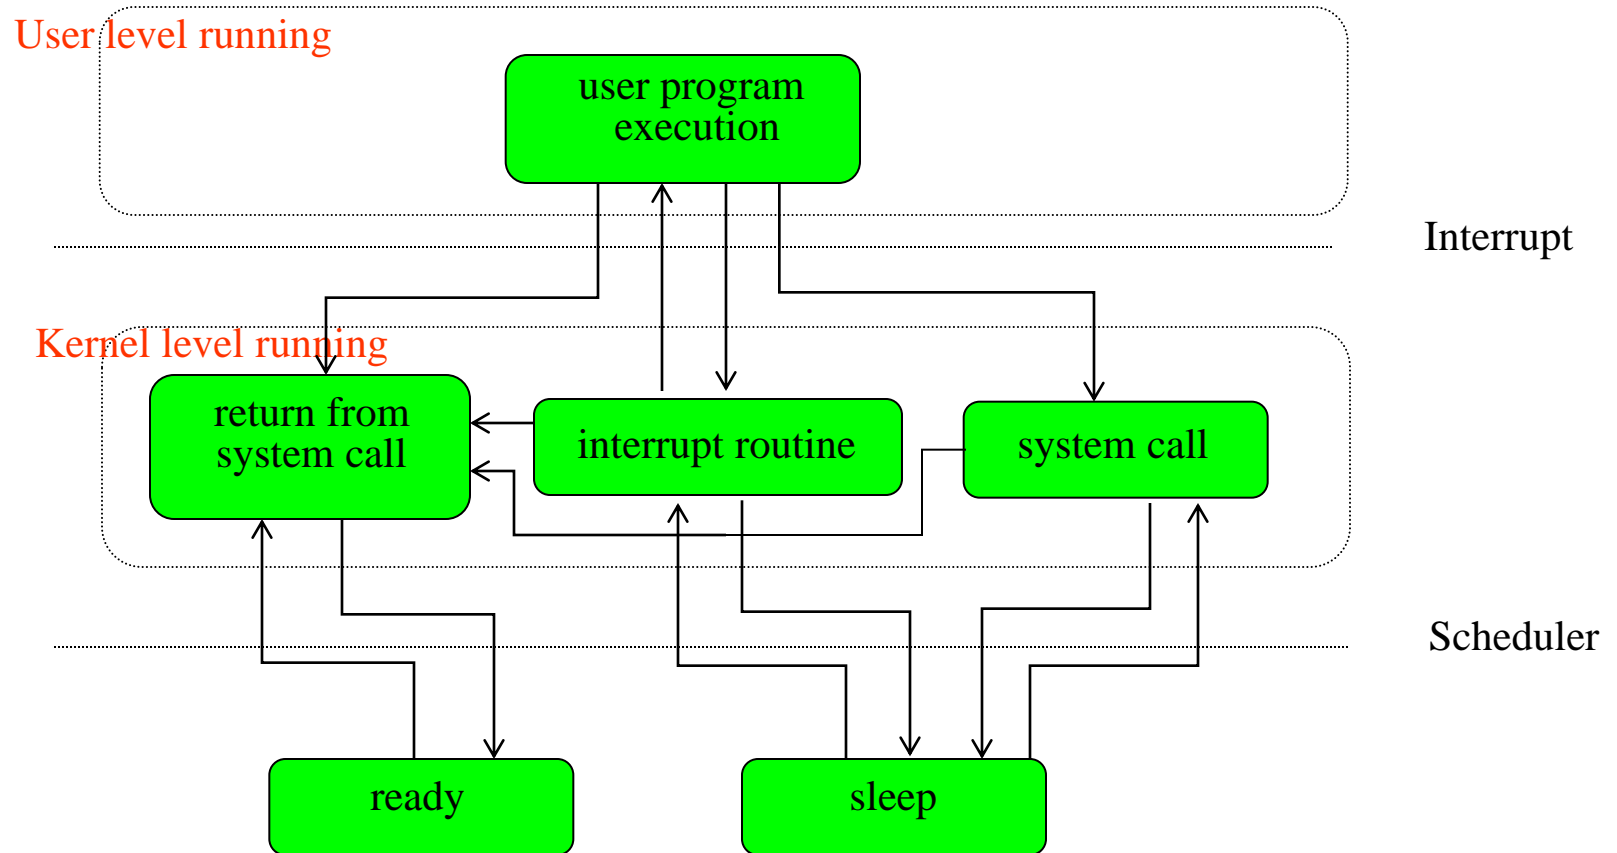 User level running
user program
execution
Interrupt
Kernel level running
return from
system call
interrupt routine
system call
Scheduler
ready
sleep